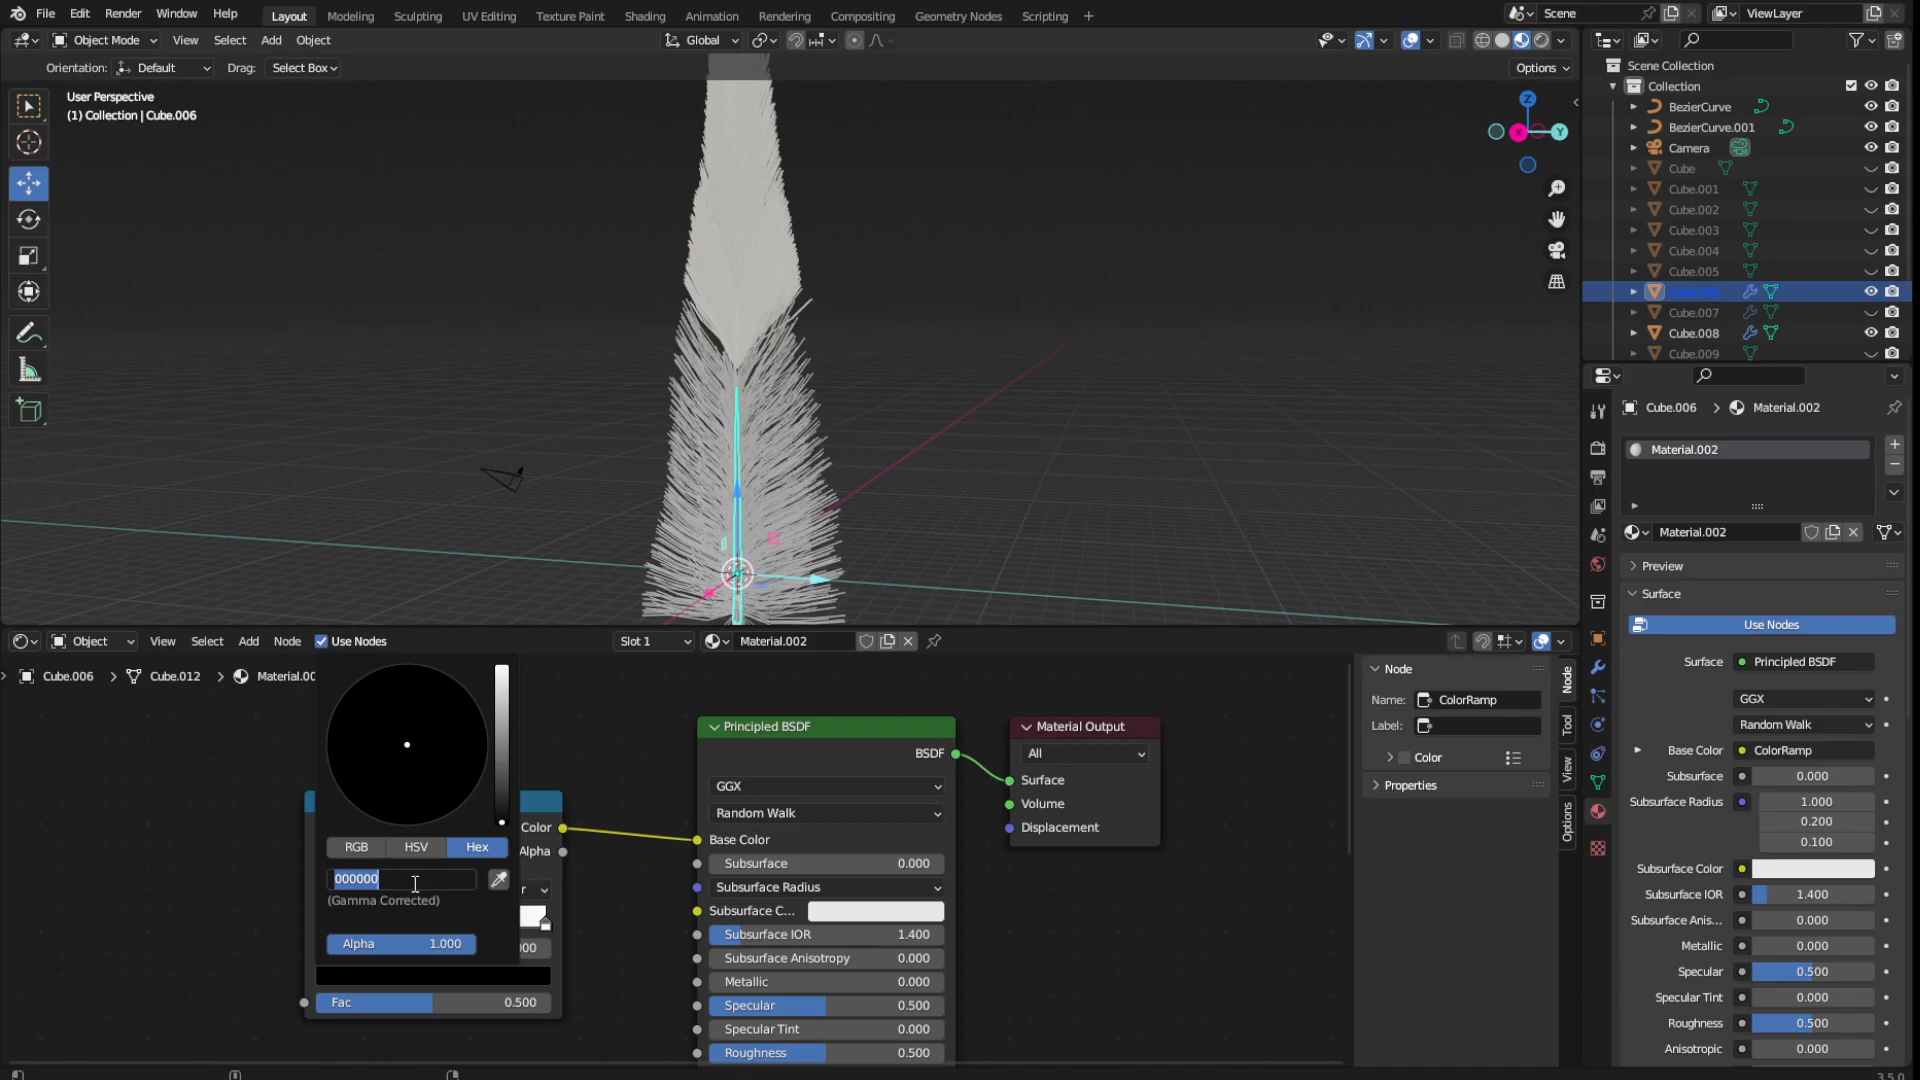 File Edit Render Window Help Layout Modeling Sculpting UV Editing Texture Paint Shading Animation Rendering Compositing Geometry Nodes Scripting + Scene ViewLayer
Object Mode View Select Add Object Global
Orientation: Default Drag: Select Box Options
User Perspective
(1) Collection | Cube.006
Z
X
Y
Scene Collection
Collection
BezierCurve
BezierCurve.001
Camera
Cube
Cube.001
Cube.002
Cube.003
Cube.004
Cube.005
Cube.007
Cube.008
Cube.009
Cube.006 > Material.002
Material.002
Material.002
Preview
Surface
Use Nodes
Surface Principled BSDF
GGX
Random Walk
Base Color ColorRamp
Subsurface 0.000
Subsurface Radius 1.000
0.200
0.100
Subsurface Color
Subsurface IOR 1.400
Subsurface Anis... 0.000
Metallic 0.000
Specular 0.500
Specular Tint 0.000
Roughness 0.500
Anisotropic 0.000
Object View Select Add Node Use Nodes Slot 1 Material.002
Cube.006 > Cube.012 > Material.00
RGB HSV Hex
000000
(Gamma Corrected)
Alpha 1.000
Color
Alpha
r
00
Fac 0.500
Principled BSDF
BSDF
GGX
Random Walk
Base Color
Subsurface 0.000
Subsurface Radius
Subsurface C...
Subsurface IOR 1.400
Subsurface Anisotropy 0.000
Metallic 0.000
Specular 0.500
Specular Tint 0.000
Roughness 0.500
Material Output
All
Surface
Volume
Displacement
Node
Name: ColorRamp
Label:
Color
Properties
Node
Tool
View
Options
3.5.0